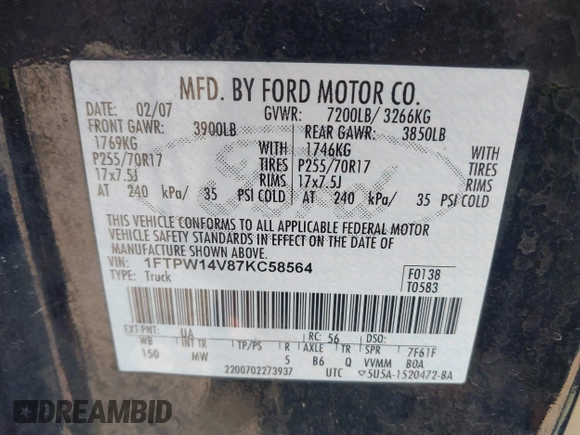 MFD. BY FORD MOTOR CO.
DATE: 02/07 GVWR: 7200LB/ 3266KG
FRONT GAWR: 3900LB REAR GAWR: 3850LB
1769KG WITH 1746KG WITH
P255/70R17 TIRES P255/70R17 TIRES
17x7.5J RIMS 17x7.5J RIMS
AT 240 kPa/ 35 PSI COLD AT 240 kPa/ 35 PSI COLD
THIS VEHICLE CONFORMS TO ALL APPLICABLE FEDERAL MOTOR
VEHICLE SAFETY STANDARDS IN EFFECT ON THE DATE OF
MANUFACTURE SHOWN ABOVE.
VIN: 1FTPW14V87KC58564
TYPE: Truck
F0138
T0583
EXT PNT: UA RC: 56 DSO:
WB INT TR TP/PS R AXLE TR SPR 7F61F
150 MW 5 B6 Q VVMM B0A
2200702273937 UTC 5U5A-1520472-BA
Ford
DREAMBID